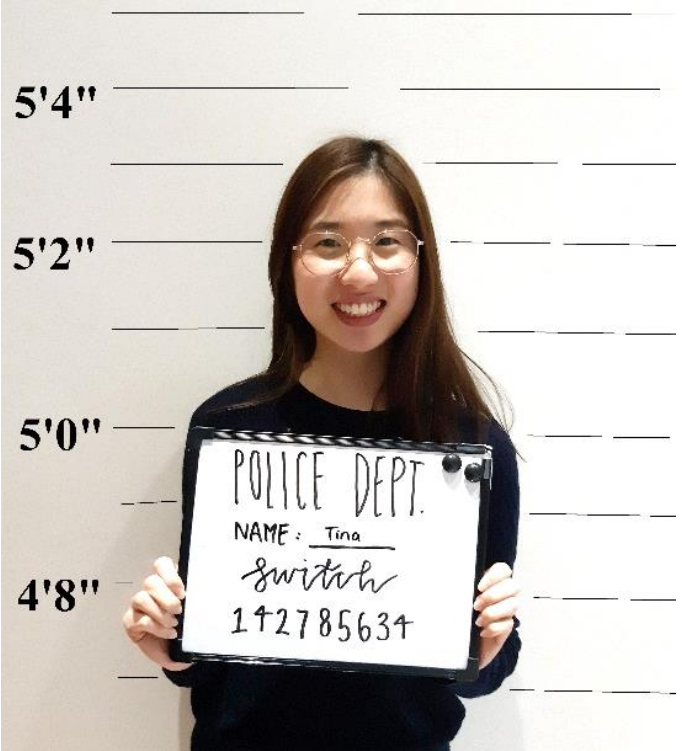 5'4"
5'2"
5'0"
4'8"
POLICE DEPT.
NAME: Tina
switch
142785634